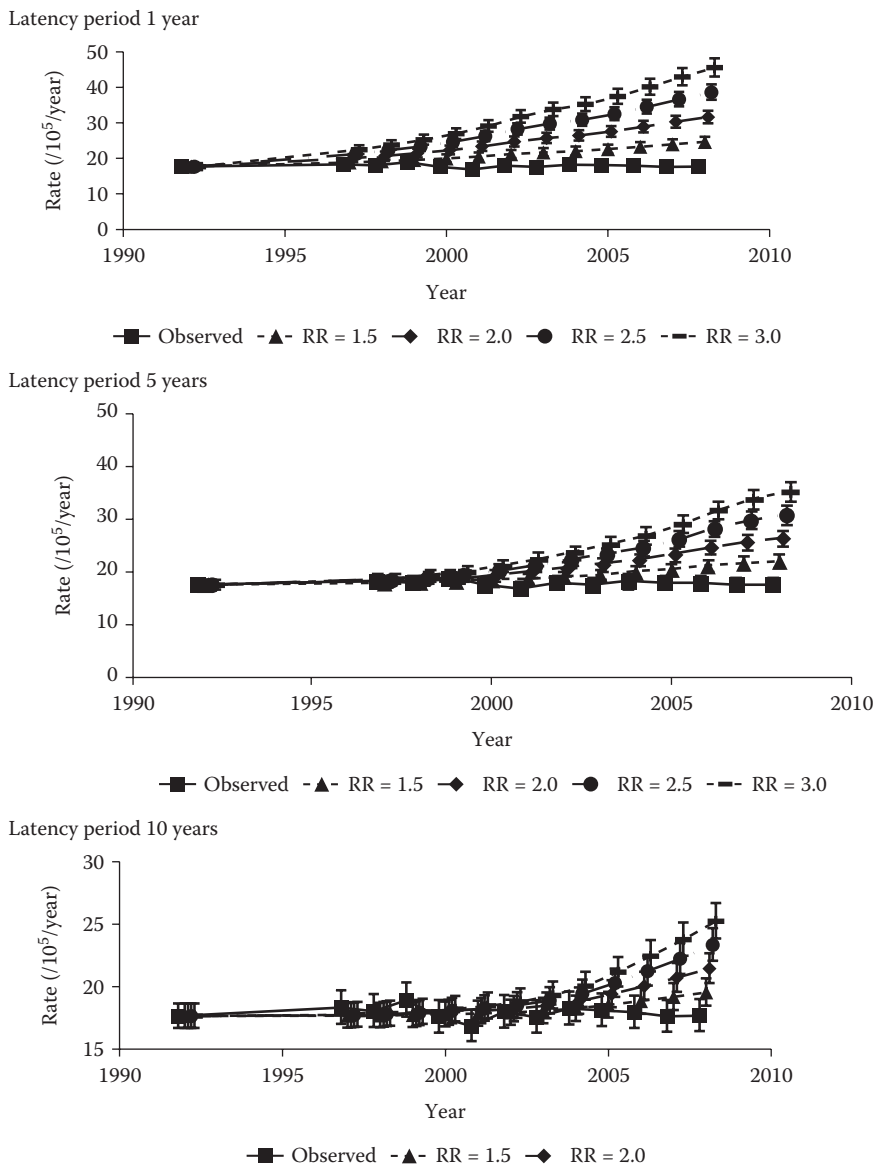 Latency period 1 year
50
40
30
20
10
0
Rate (/10⁵/year)
1990 1995 2000 2005 2010
Year
Observed RR = 1.5 RR = 2.0 RR = 2.5 RR = 3.0
Latency period 5 years
50
40
30
20
10
0
Rate (/10⁵/year)
1990 1995 2000 2005 2010
Year
Observed RR = 1.5 RR = 2.0 RR = 2.5 RR = 3.0
Latency period 10 years
30
25
20
15
Rate (/10⁵/year)
1990 1995 2000 2005 2010
Year
Observed RR = 1.5 RR = 2.0